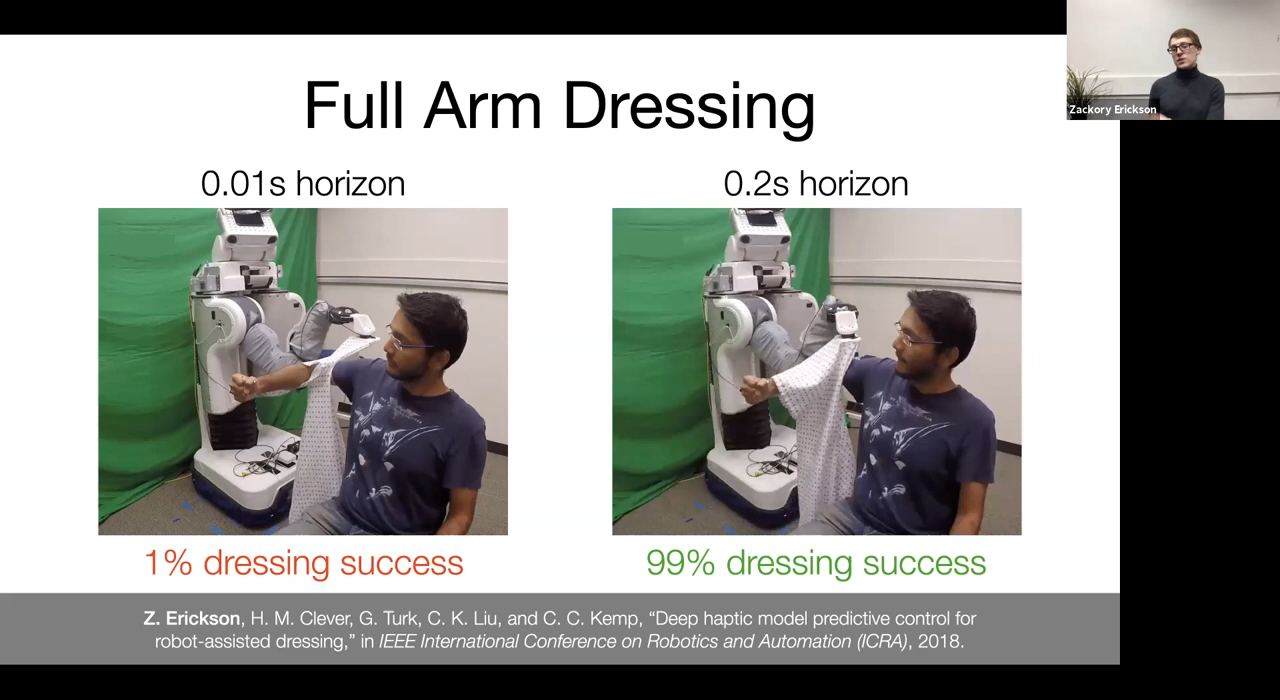 Full Arm Dressing
0.01s horizon
0.2s horizon
1% dressing success
99% dressing success
Z. Erickson, H. M. Clever, G. Turk, C. K. Liu, and C. C. Kemp, “Deep haptic model predictive control for
robot-assisted dressing,” in IEEE International Conference on Robotics and Automation (ICRA), 2018.
Zackory Erickson